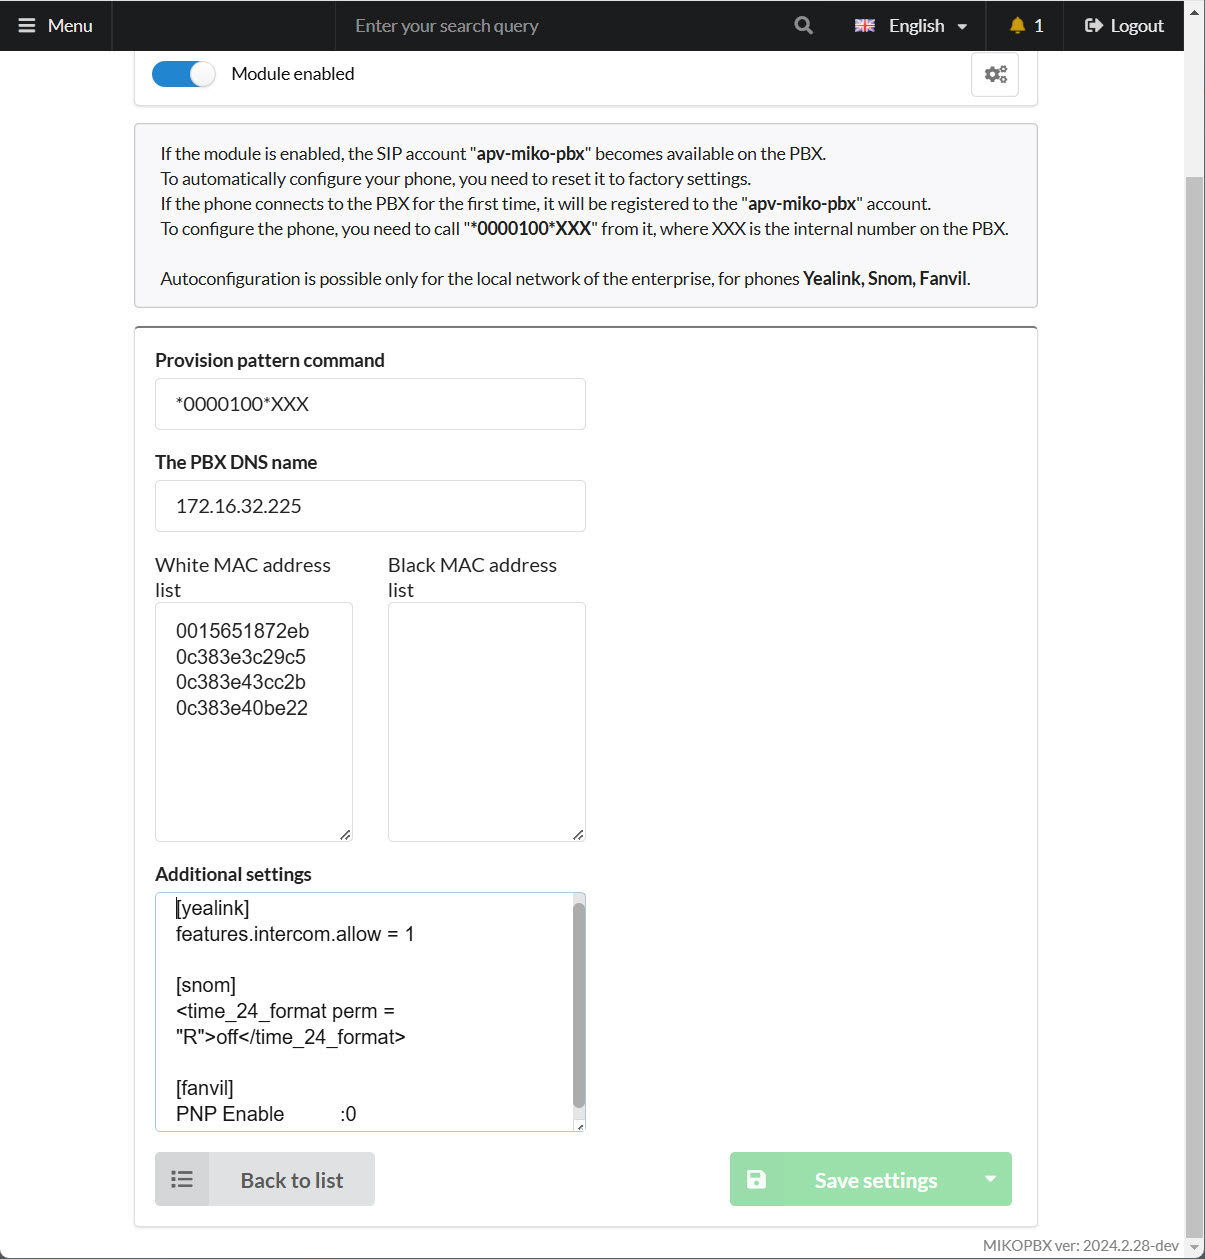 Menu
Enter your search query
English
1
Logout
Module enabled
If the module is enabled, the SIP account "apv-miko-pbx" becomes available on the PBX.
To automatically configure your phone, you need to reset it to factory settings.
If the phone connects to the PBX for the first time, it will be registered to the "apv-miko-pbx" account.
To configure the phone, you need to call "*0000100*XXX" from it, where XXX is the internal number on the PBX.
Autoconfiguration is possible only for the local network of the enterprise, for phones Yealink, Snom, Fanvil.
Provision pattern command
*0000100*XXX
The PBX DNS name
172.16.32.225
White MAC address
list
0015651872eb
0c383e3c29c5
0c383e43cc2b
0c383e40be22
Black MAC address
list
Additional settings
[yealink]
features.intercom.allow = 1
[snom]
<time_24_format perm =
"R">off</time_24_format>
[fanvil]
PNP Enable :0
Back to list
Save settings
MIKOPBX ver: 2024.2.28-dev